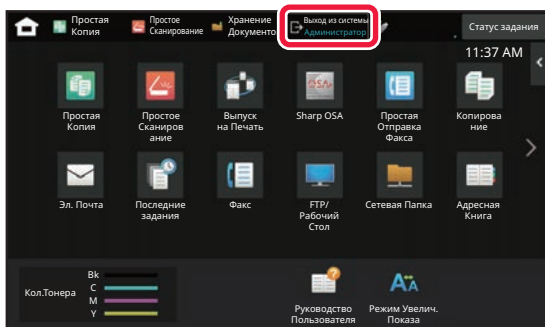 Простая
Копия
Простое
Сканирование
Хранение
Документо
Выход из системы
Администратор
Статус задания
11:37 AM
Простая
Копия
Простое
Сканиров
ание
Выпуск
на Печать
Sharp OSA
Простая
Отправка
Факса
Копирова
ние
Эл. Почта
Последние
задания
Факс
FTP/
Рабочий
Стол
Сетевая Папка
Адресная
Книга
Кол.Тонера
Bk
C
M
Y
Руководство
Пользователя
Режим Увелич.
Показа